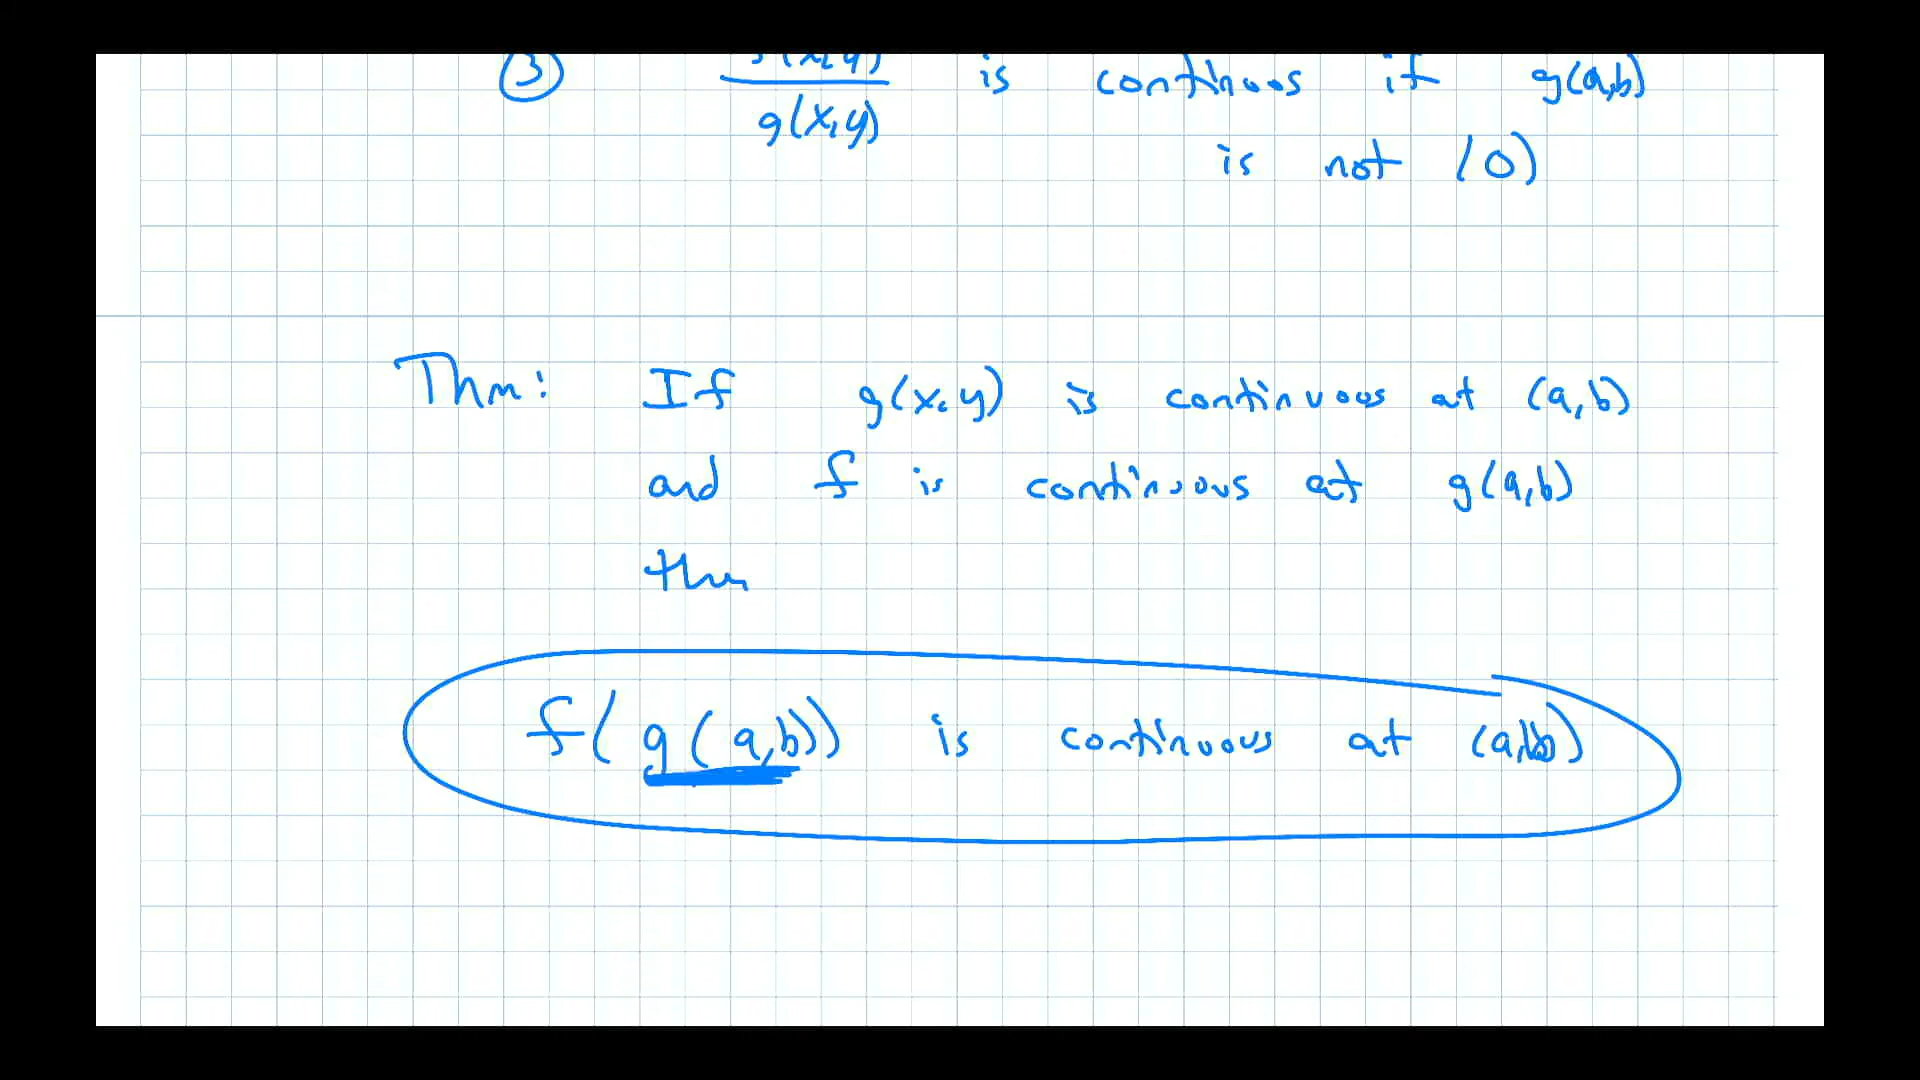 ③ f(x,y) is continuos if g(a,b)
g(x,y)
is not (0)
Thm: If g(x,y) is continuous at (a,b)
and f is continuous at g(a,b)
then
f(g(a,b)) is continuous at (a,b)